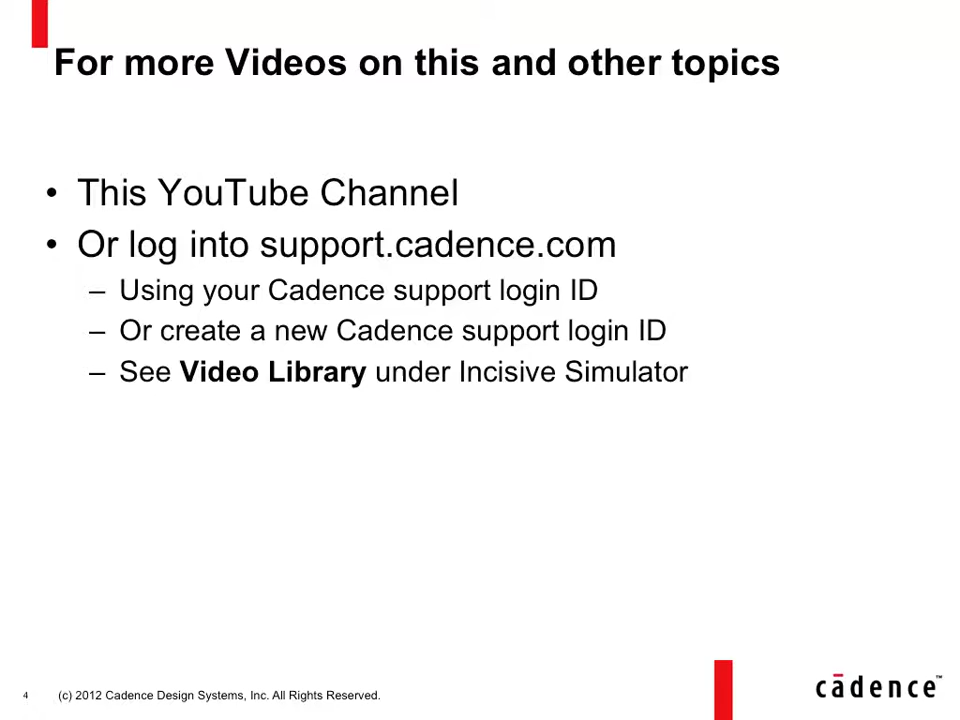 For more Videos on this and other topics
• This YouTube Channel
• Or log into support.cadence.com
– Using your Cadence support login ID
– Or create a new Cadence support login ID
– See Video Library under Incisive Simulator
4 (c) 2012 Cadence Design Systems, Inc. All Rights Reserved.
cādence™